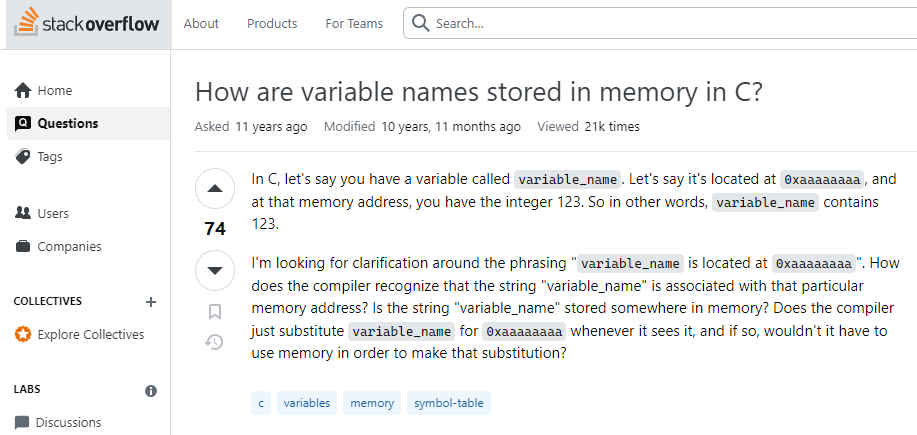 stackoverflow About Products For Teams Search...
Home
Questions
Tags
Users
Companies
COLLECTIVES +
Explore Collectives
LABS
Discussions
How are variable names stored in memory in C?
Asked 11 years ago Modified 10 years, 11 months ago Viewed 21k times
74
In C, let's say you have a variable called variable_name. Let's say it's located at 0xaaaaaaaa, and
at that memory address, you have the integer 123. So in other words, variable_name contains
123.
I'm looking for clarification around the phrasing "variable_name is located at 0xaaaaaaaa". How
does the compiler recognize that the string "variable_name" is associated with that particular
memory address? Is the string "variable_name" stored somewhere in memory? Does the compiler
just substitute variable_name for 0xaaaaaaaa whenever it sees it, and if so, wouldn't it have to
use memory in order to make that substitution?
c variables memory symbol-table